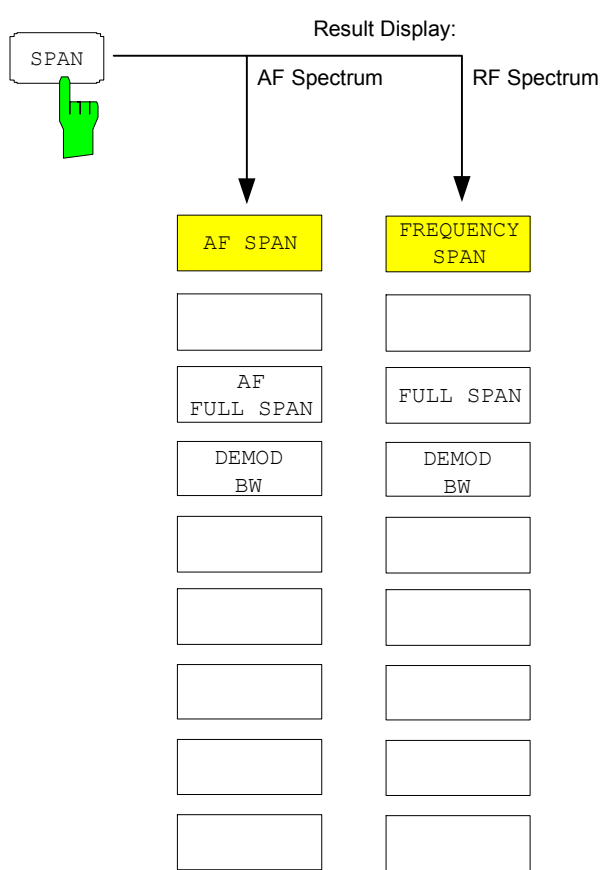 Result Display:
SPAN
AF Spectrum
RF Spectrum
AF SPAN
FREQUENCY
SPAN
AF
FULL SPAN
FULL SPAN
DEMOD
BW
DEMOD
BW